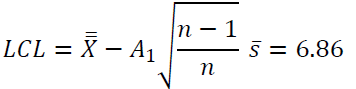 LCL = X̿ − A₁√((n − 1)/n) s̄ = 6.86